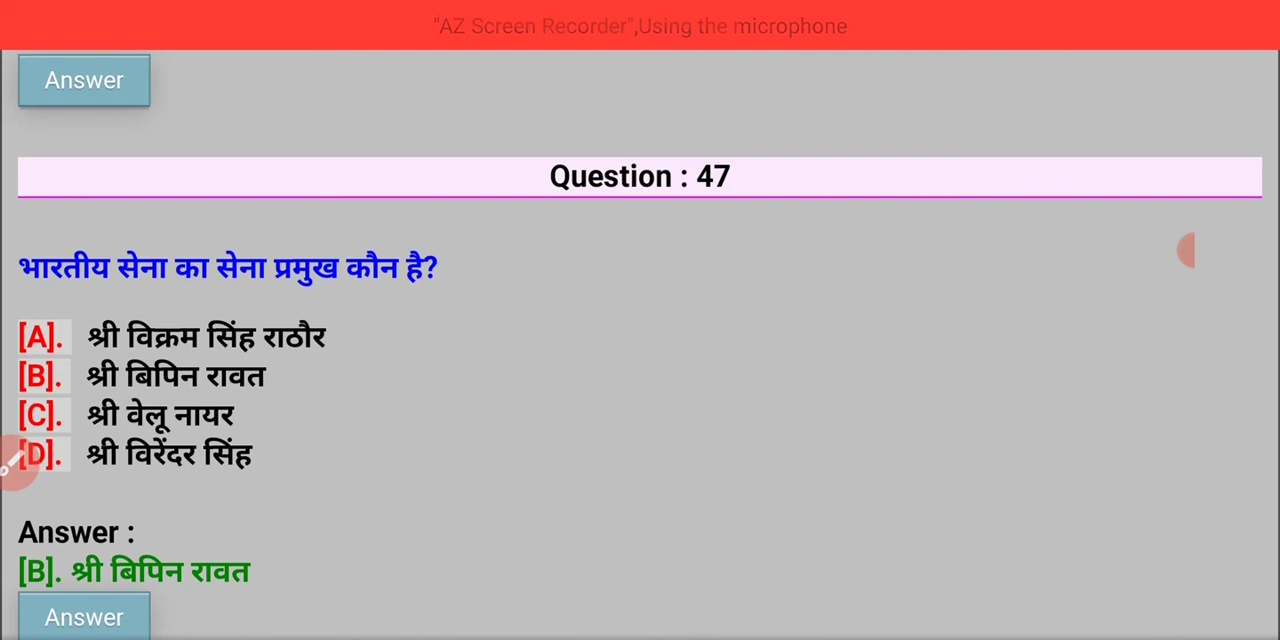 "AZ Screen Recorder",Using the microphone
Answer
Question : 47
भारतीय सेना का सेना प्रमुख कौन है?
[A]. श्री विक्रम सिंह राठौर
[B]. श्री बिपिन रावत
[C]. श्री वेलू नायर
[D]. श्री विरेंदर सिंह
Answer :
[B]. श्री बिपिन रावत
Answer